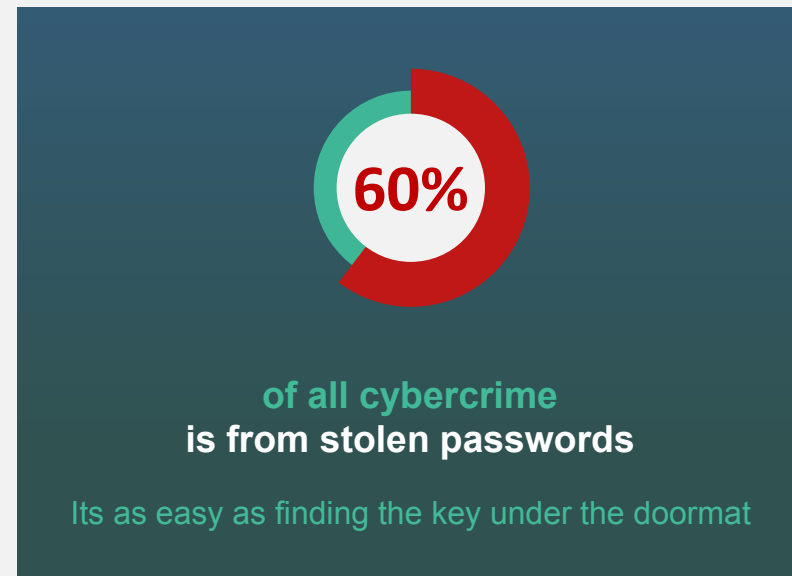 60%
of all cybercrime
is from stolen passwords
Its as easy as finding the key under the doormat